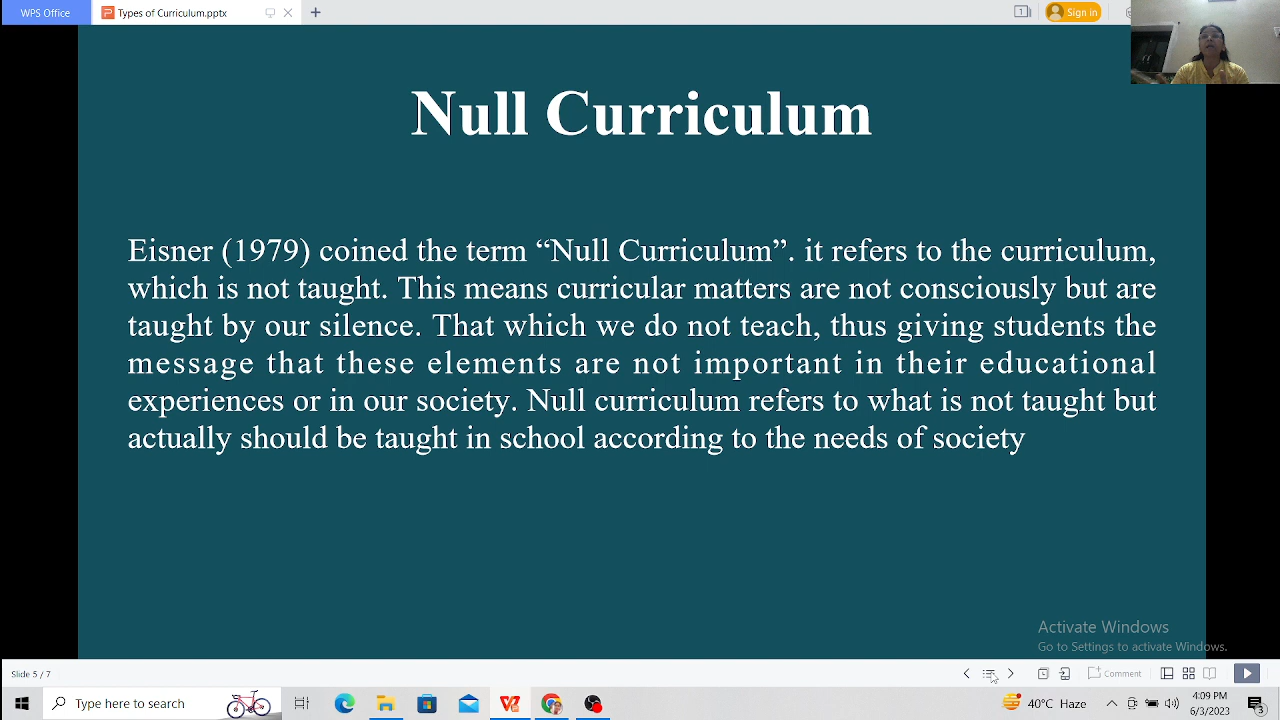 WPS Office
Types of Curriculum.pptx
1
Sign in
Null Curriculum
Eisner (1979) coined the term “Null Curriculum”. it refers to the curriculum,
which is not taught. This means curricular matters are not consciously but are
taught by our silence. That which we do not teach, thus giving students the
message that these elements are not important in their educational
experiences or in our society. Null curriculum refers to what is not taught but
actually should be taught in school according to the needs of society
Activate Windows
Go to Settings to activate Windows.
Slide 5 / 7
Comment
Type here to search
40°C Haze
4:09 PM
6/3/2023
3